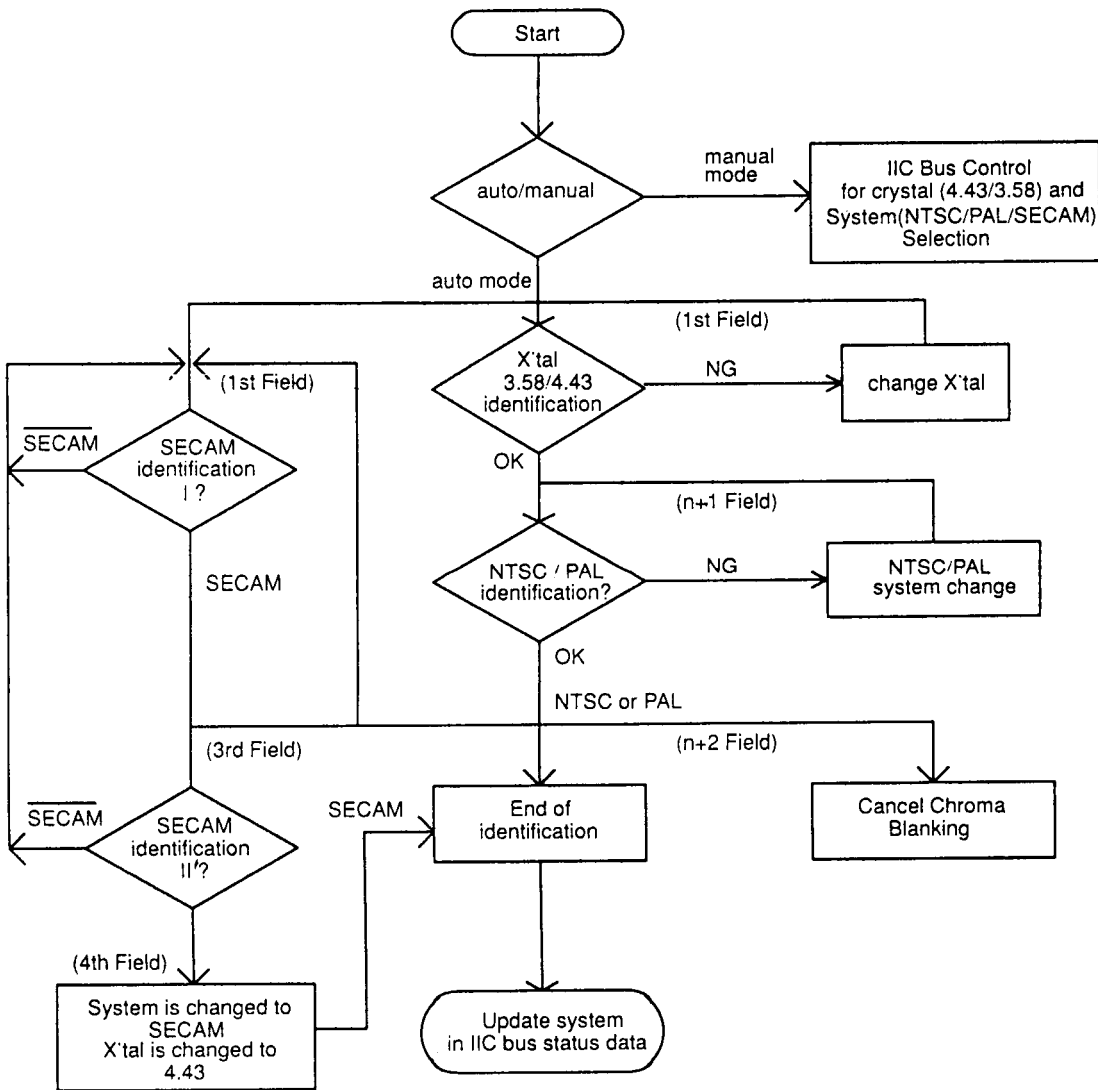 Start
auto/manual
manual
mode
IIC Bus Control
for crystal (4.43/3.58) and
System(NTSC/PAL/SECAM)
Selection
auto mode
(1st Field)
X'tal
3.58/4.43
identification
NG
change X'tal
(1st Field)
SECAM
SECAM
identification
I ?
OK
(n+1 Field)
SECAM
NTSC / PAL
identification?
NG
NTSC/PAL
system change
OK
NTSC or PAL
(3rd Field)
(n+2 Field)
SECAM
SECAM
identification
II'?
SECAM
End of
identification
Cancel Chroma
Blanking
(4th Field)
System is changed to
SECAM
X'tal is changed to
4.43
Update system
in IIC bus status data